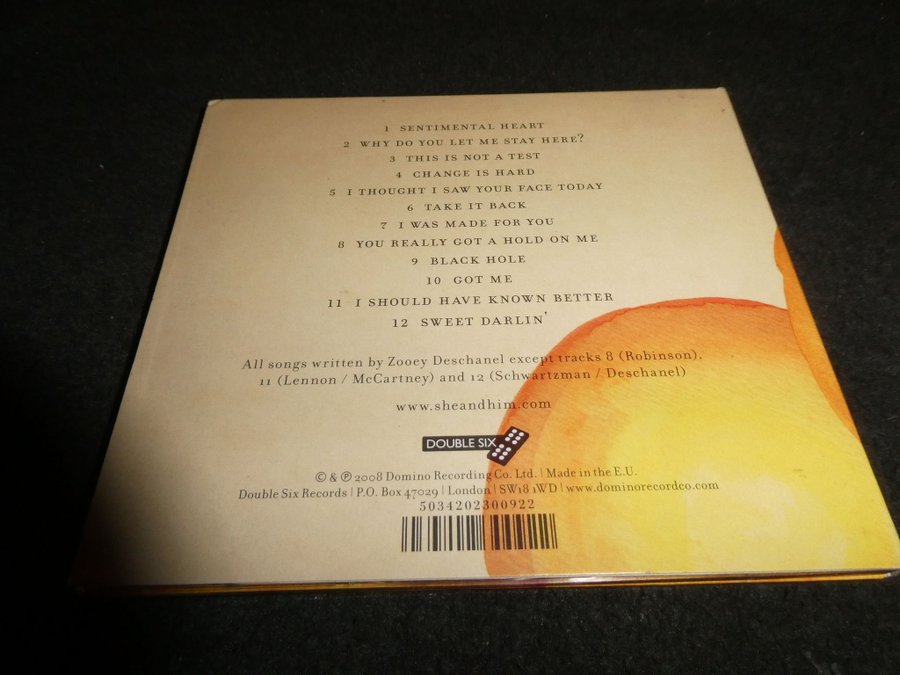 1 SENTIMENTAL HEART
2 WHY DO YOU LET ME STAY HERE?
3 THIS IS NOT A TEST
4 CHANGE IS HARD
5 I THOUGHT I SAW YOUR FACE TODAY
6 TAKE IT BACK
7 I WAS MADE FOR YOU
8 YOU REALLY GOT A HOLD ON ME
9 BLACK HOLE
10 GOT ME
11 I SHOULD HAVE KNOWN BETTER
12 SWEET DARLIN'
All songs written by Zooey Deschanel except tracks 8 (Robinson),
11 (Lennon / McCartney) and 12 (Schwartzman / Deschanel)
www.sheandhim.com
DOUBLE SIX
© & ℗ 2008 Domino Recording Co. Ltd. | Made in the E.U.
Double Six Records | P.O. Box 47029 | London | SW18 1WD | www.dominorecordco.com
5034202300922